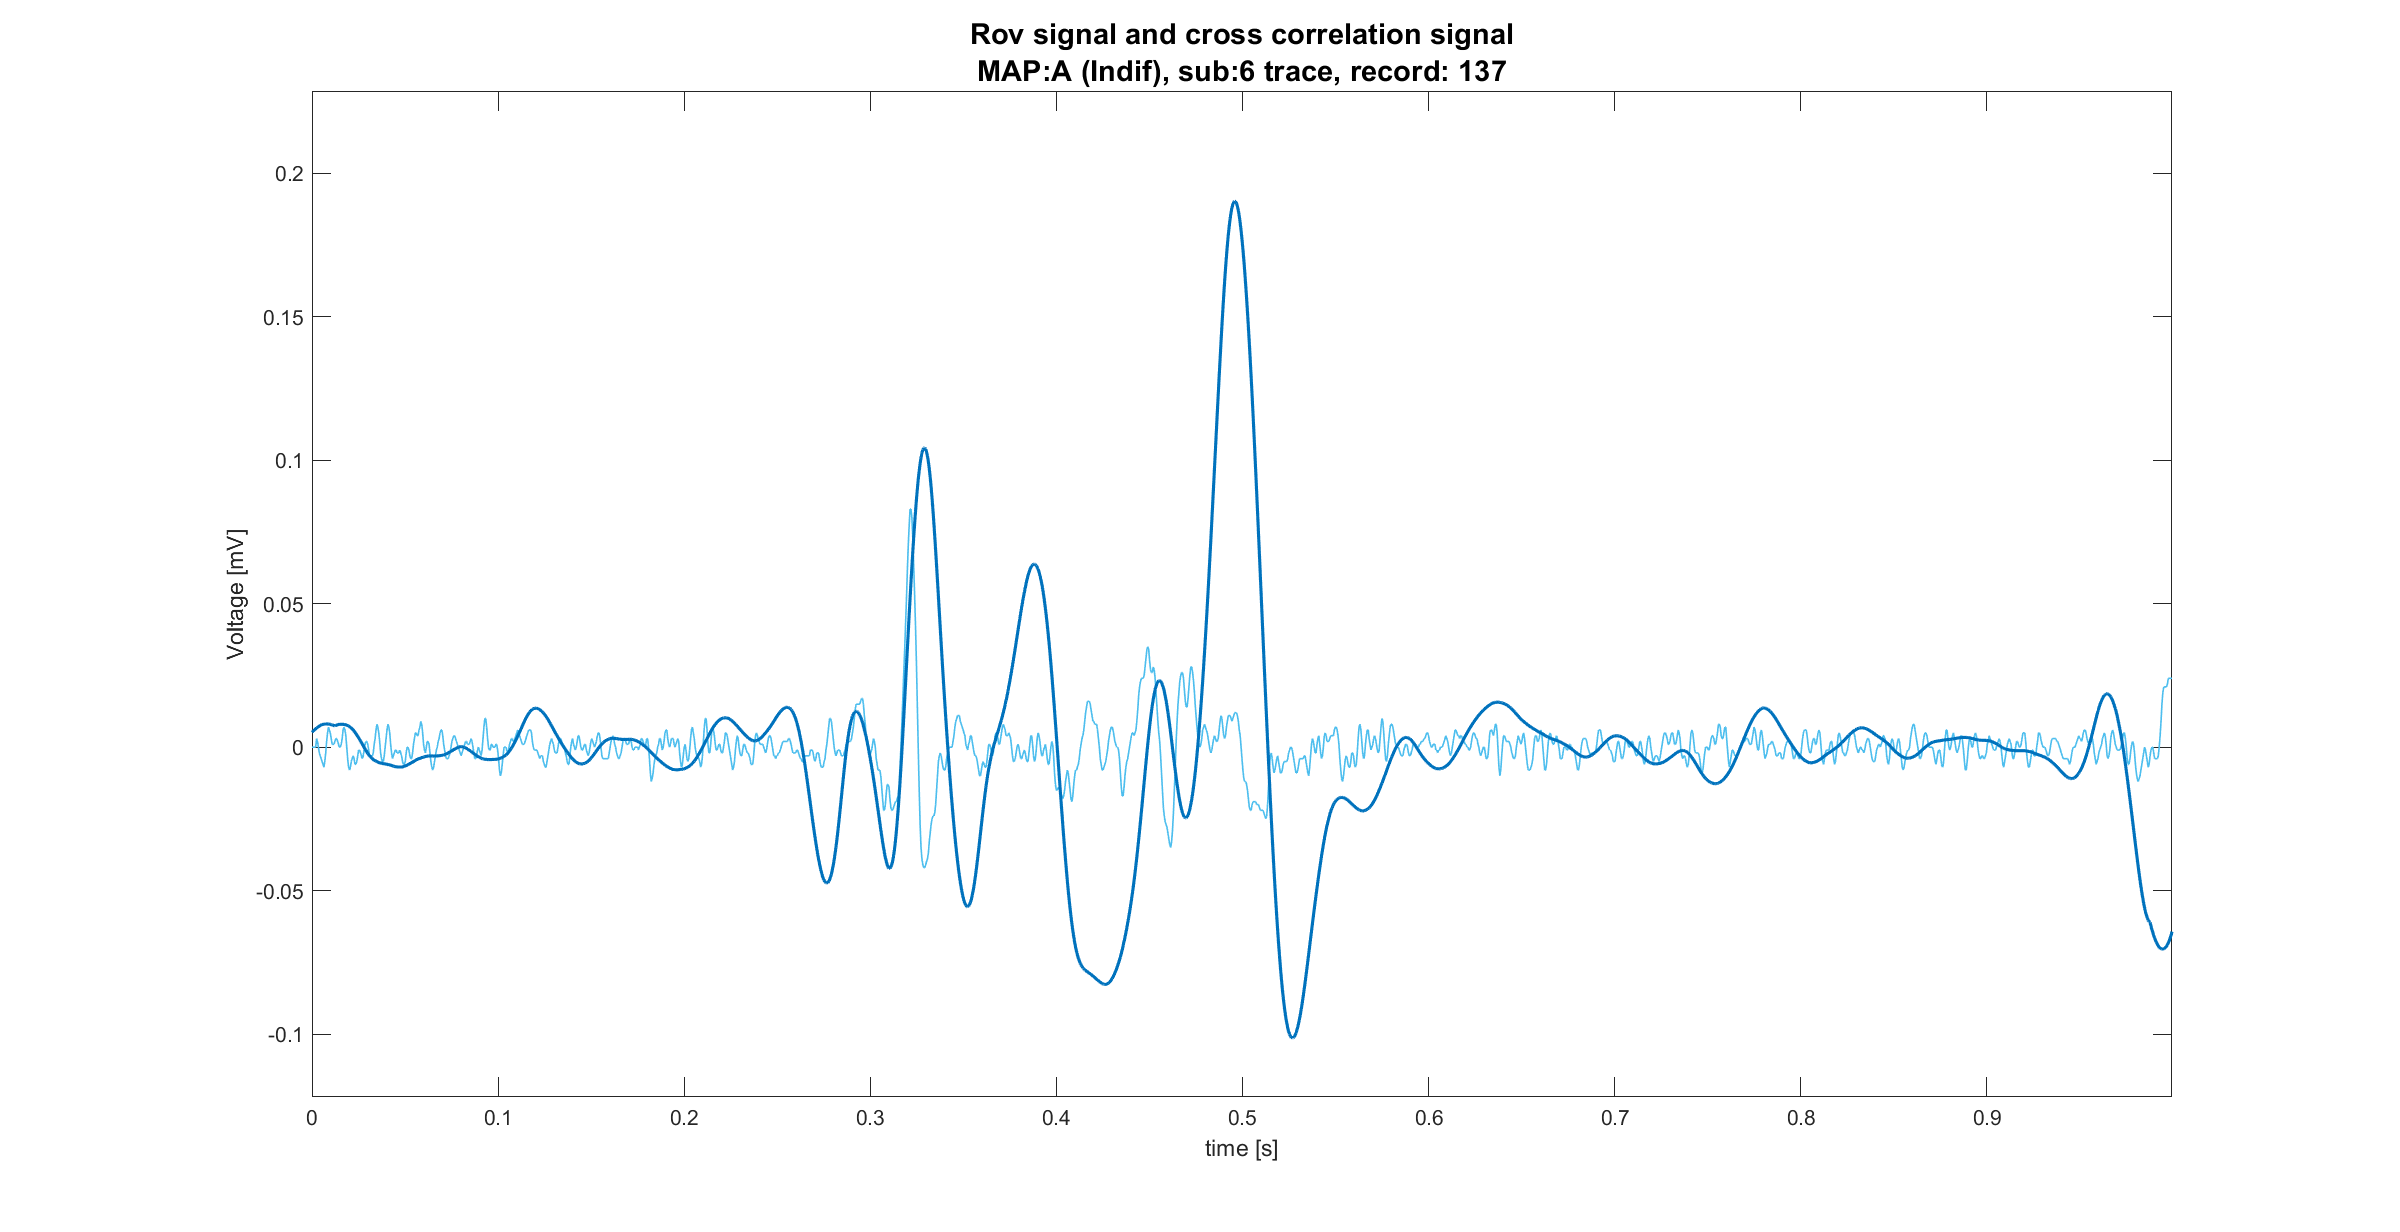 Rov signal and cross correlation signal
MAP:A (Indif), sub:6 trace, record: 137
0.2
0.15
0.1
0.05
0
-0.05
-0.1
Voltage [mV]
0 0.1 0.2 0.3 0.4 0.5 0.6 0.7 0.8 0.9
time [s]